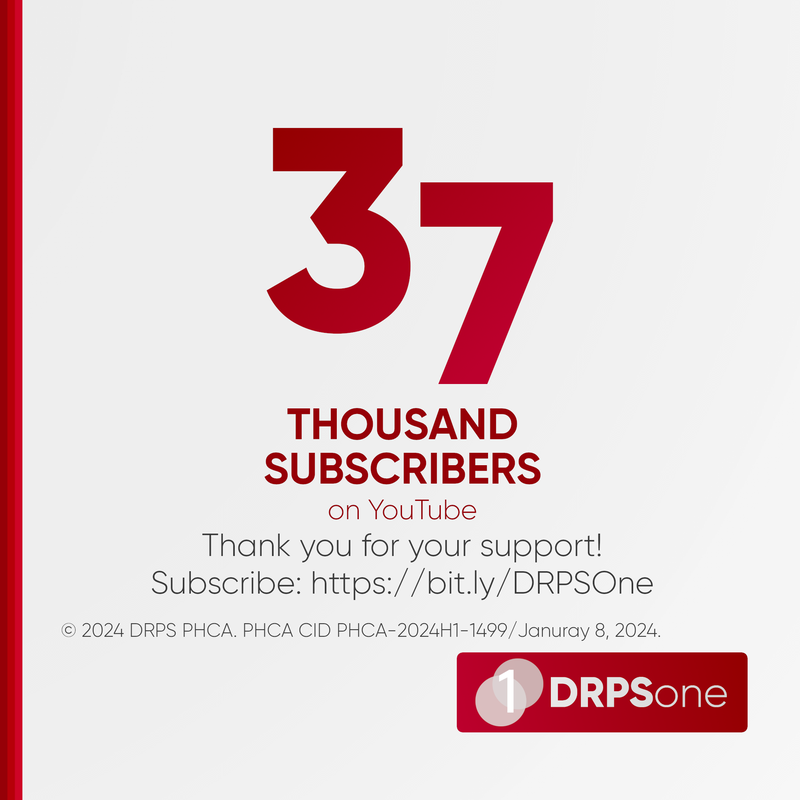 37
THOUSAND
SUBSCRIBERS
on YouTube
Thank you for your support!
Subscribe: https://bit.ly/DRPSOne
© 2024 DRPS PHCA. PHCA CID PHCA-2024H1-1499/Januray 8, 2024.
1 DRPSone